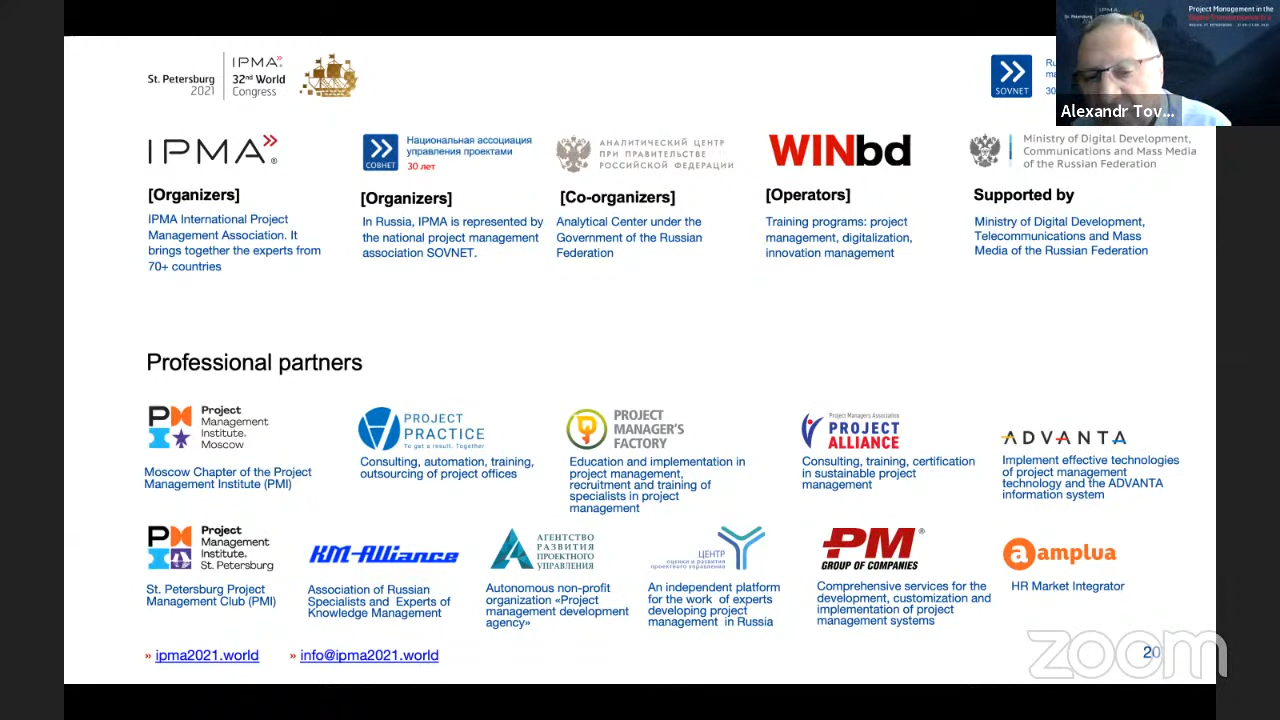 St. Petersburg
2021
IPMA
32nd World
Congress
SOVNET
Project Management in the
Alexandr Tov...
IPMA®
СОВНЕТ
Национальная ассоциация
управления проектами
30 лет
АНАЛИТИЧЕСКИЙ ЦЕНТР
ПРИ ПРАВИТЕЛЬСТВЕ
РОССИЙСКОЙ ФЕДЕРАЦИИ
WINbd
Ministry of Digital Development,
Communications and Mass Media
of the Russian Federation
[Organizers]
IPMA International Project
Management Association. It
brings together the experts from
70+ countries
[Organizers]
In Russia, IPMA is represented by
the national project management
association SOVNET.
[Co-organizers]
Analytical Center under the
Government of the Russian
Federation
[Operators]
Training programs: project
management, digitalization,
innovation management
Supported by
Ministry of Digital Development,
Telecommunications and Mass
Media of the Russian Federation
Professional partners
Project
Management
Institute.
Moscow
Moscow Chapter of the Project
Management Institute (PMI)
PROJECT
PRACTICE
To get a result. Together
Consulting, automation, training,
outsourcing of project offices
PROJECT
MANAGER'S
FACTORY
Education and implementation in
project management,
recruitment and training of
specialists in project
management
Project Managers Association
PROJECT
ALLIANCE
Consulting, training, certification
in sustainable project
management
ADVANTA
Implement effective technologies
of project management
technology and the ADVANTA
information system
Project
Management
Institute.
St. Petersburg
St. Petersburg Project
Management Club (PMI)
KM-Alliance
Association of Russian
Specialists and Experts of
Knowledge Management
АГЕНТСТВО
РАЗВИТИЯ
ПРОЕКТНОГО
УПРАВЛЕНИЯ
Autonomous non-profit
organization «Project
management development
agency»
ЦЕНТР
оценки и развития
проектного управления
An independent platform
for the work of experts
developing project
management in Russia
PM®
GROUP OF COMPANIES
Comprehensive services for the
development, customization and
implementation of project
management systems
amplua
HR Market Integrator
» ipma2021.world
» info@ipma2021.world
20
zoom